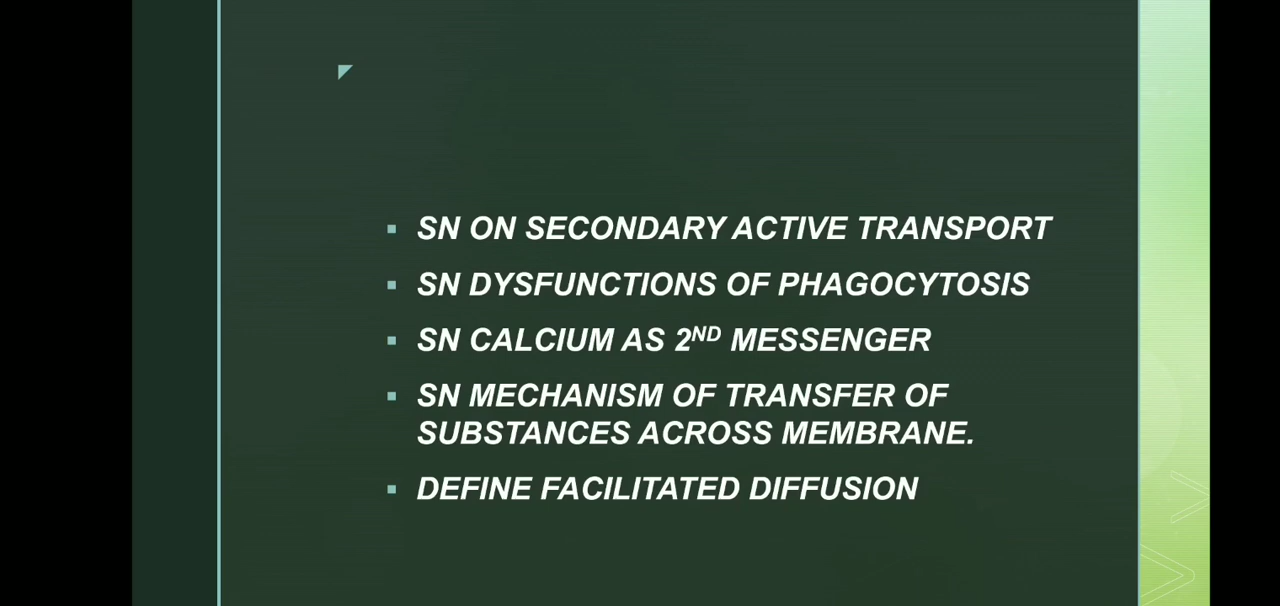 ▪ SN ON SECONDARY ACTIVE TRANSPORT
▪ SN DYSFUNCTIONS OF PHAGOCYTOSIS
▪ SN CALCIUM AS 2ND MESSENGER
▪ SN MECHANISM OF TRANSFER OF
SUBSTANCES ACROSS MEMBRANE.
▪ DEFINE FACILITATED DIFFUSION